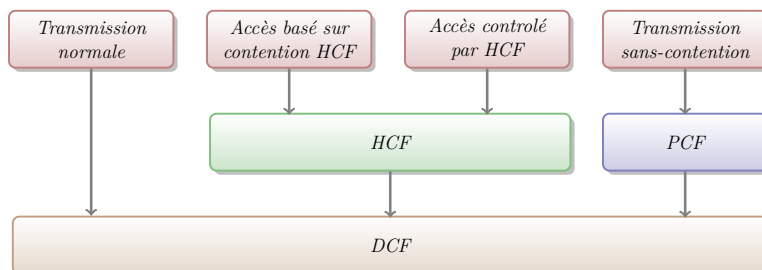 Transmission
normale
Accès basé sur
contention HCF
Accès controlé
par HCF
Transmission
sans-contention
HCF
PCF
DCF